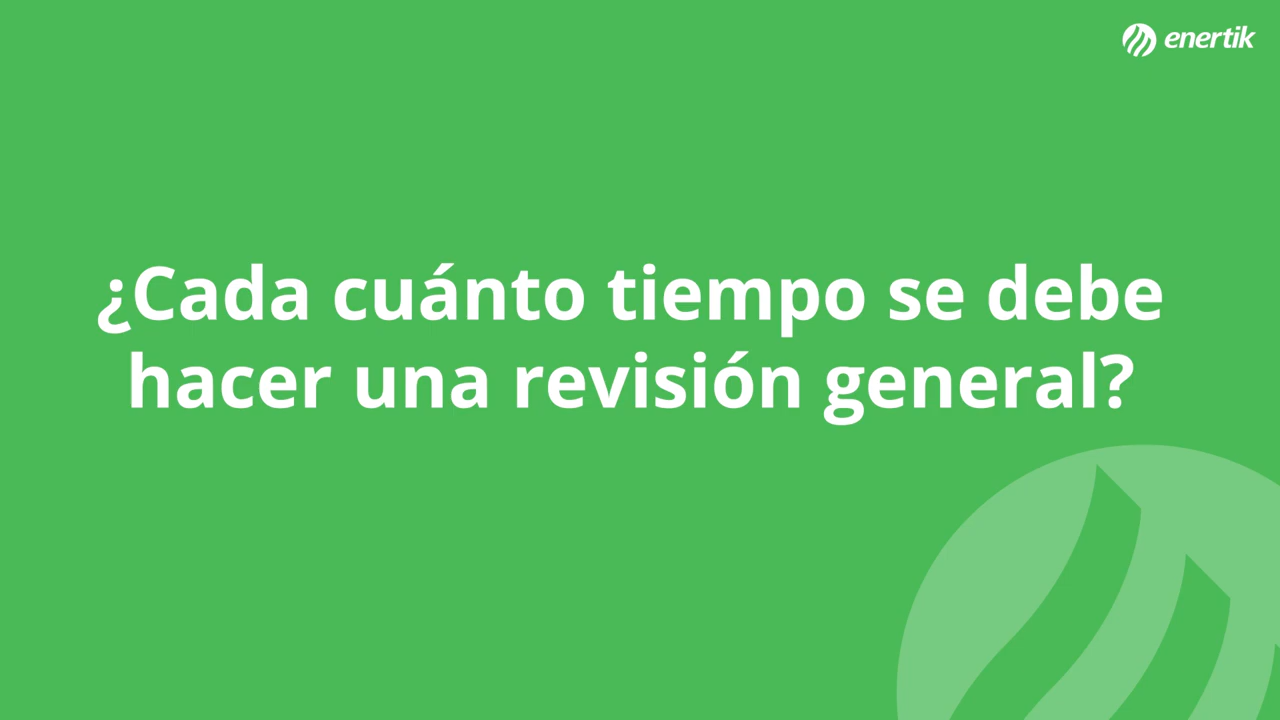 enertik
¿Cada cuánto tiempo se debe
hacer una revisión general?